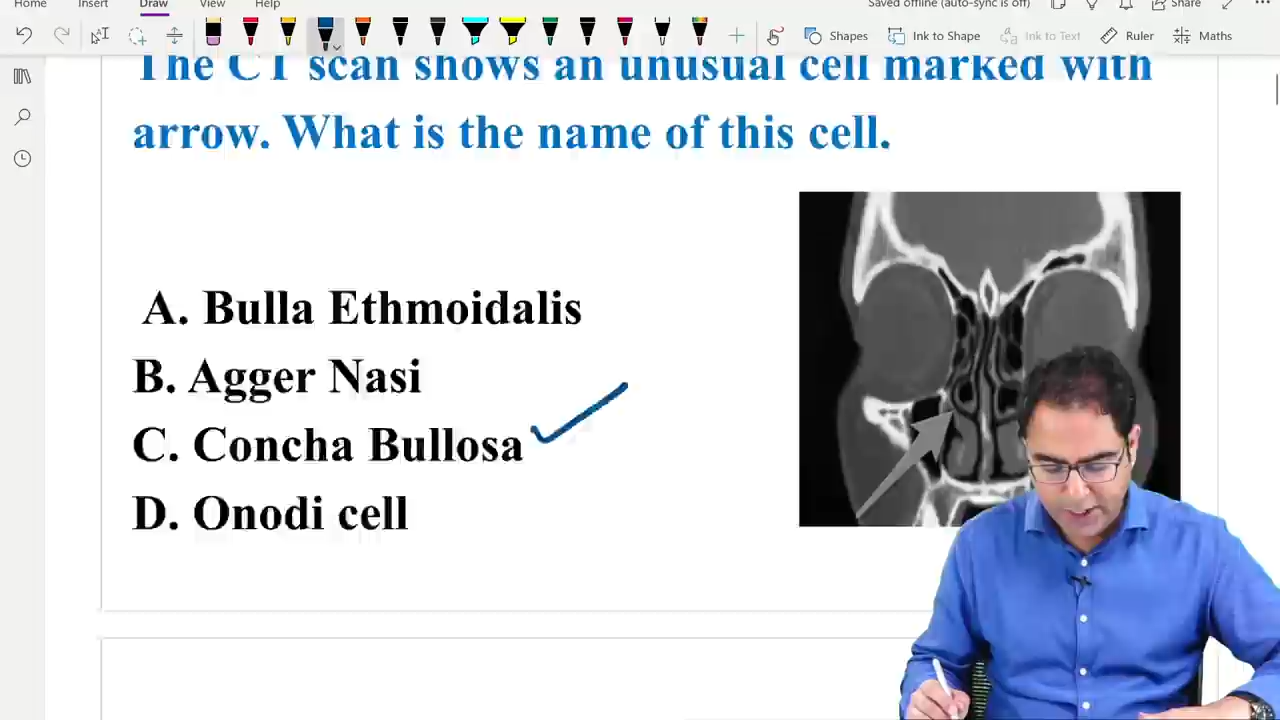 Home Insert Draw View Help Saved offline (auto-sync is off) Share
Shapes Ink to Shape Ink to Text Ruler Maths
The CT scan shows an unusual cell marked with
arrow. What is the name of this cell.
A. Bulla Ethmoidalis
B. Agger Nasi
C. Concha Bullosa
D. Onodi cell